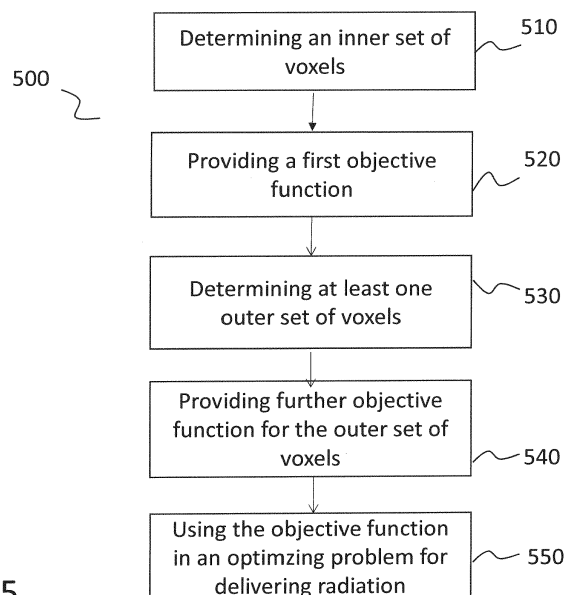 Determining an inner set of
voxels
510
500
Providing a first objective
function
520
Determining at least one
outer set of voxels
530
Providing further objective
function for the outer set of
voxels
540
Using the objective function
in an optimzing problem for
delivering radiation
550
5